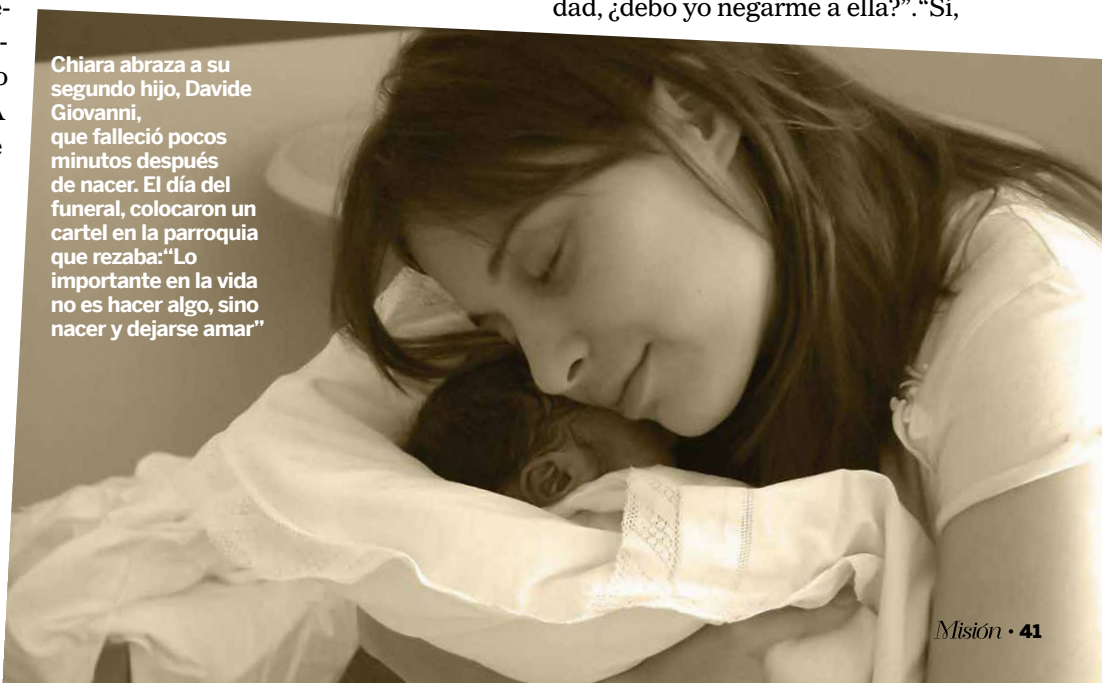 e-
-
o
A
e
dad, ¿debo yo negarme a ella?”.“Sí,
Chiara abraza a su
segundo hijo, Davide
Giovanni,
que falleció pocos
minutos después
de nacer. El día del
funeral, colocaron un
cartel en la parroquia
que rezaba:“Lo
importante en la vida
no es hacer algo, sino
nacer y dejarse amar”
Misión • 41